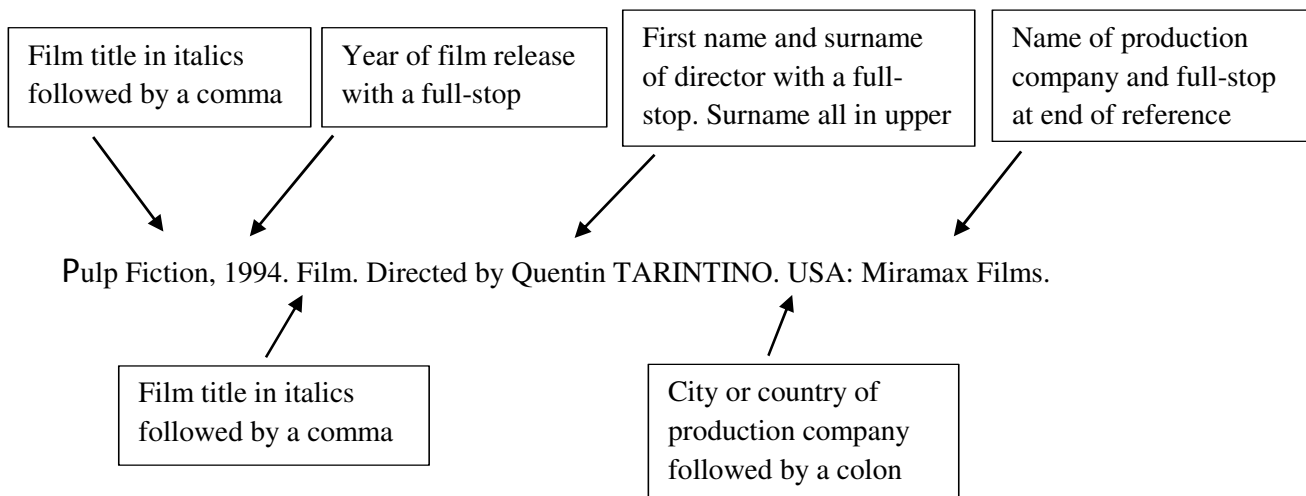 Film title in italics
followed by a comma
Year of film release
with a full-stop
First name and surname
of director with a full-
stop. Surname all in upper
Name of production
company and full-stop
at end of reference
Pulp Fiction, 1994. Film. Directed by Quentin TARINTINO. USA: Miramax Films.
Film title in italics
followed by a comma
City or country of
production company
followed by a colon